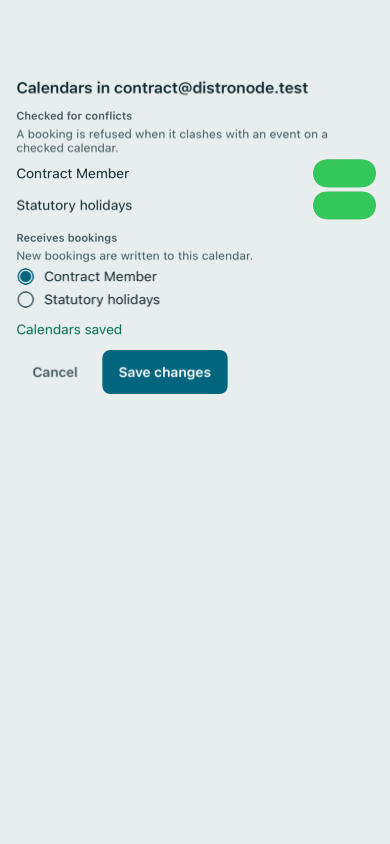 Calendars in contract@distronode.test
Checked for conflicts
A booking is refused when it clashes with an event on a
checked calendar.
Contract Member
Statutory holidays
Receives bookings
New bookings are written to this calendar.
Contract Member
Statutory holidays
Calendars saved
Cancel
Save changes